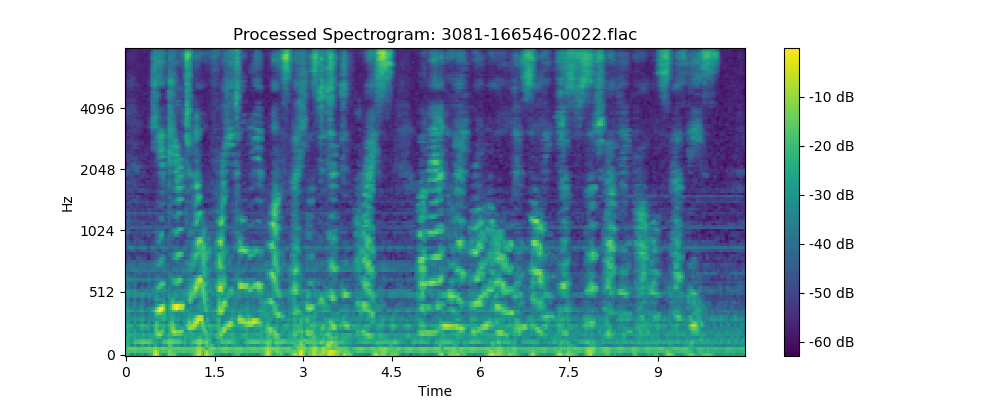 Processed Spectrogram: 3081-166546-0022.flac
Hz
4096
2048
1024
512
0
0 1.5 3 4.5 6 7.5 9
Time
-10 dB
-20 dB
-30 dB
-40 dB
-50 dB
-60 dB